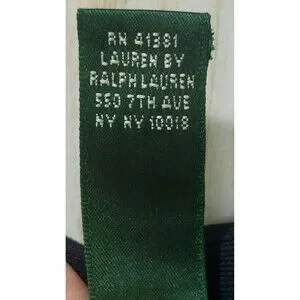 RN 41381
LAUREN BY
RALPH LAUREN
550 7TH AVE
NY NY 10018